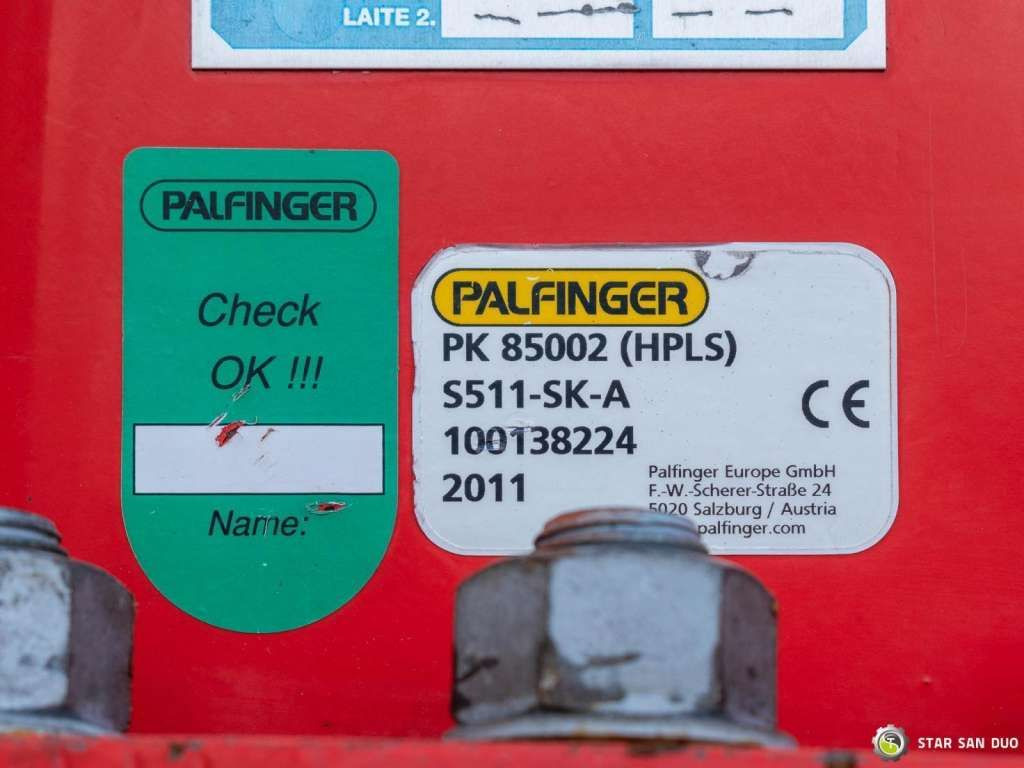 LAITE 2.
PALFINGER
Check
OK !!!
Name:
PALFINGER
PK 85002 (HPLS)
S511-SK-A
100138224
2011
CE
Palfinger Europe GmbH
F.-W.-Scherer-Straße 24
5020 Salzburg / Austria
palfinger.com
STAR SAN DUO